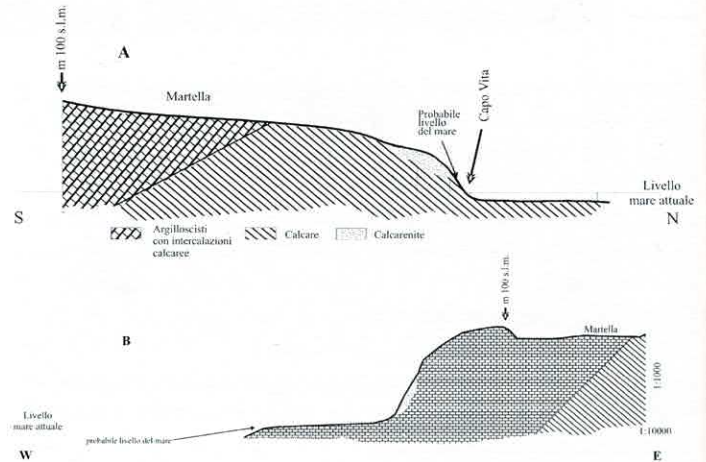 m 100 s.l.m.
A
Martella
Probabile
livello
del mare
Capo Vita
Livello
mare attuale
S
N
Argilloscisti
con intercalazioni
calcaree
Calcare
Calcarenite
m 100 s.l.m.
B
Martella
1:1000
Livello
mare attuale
probabile livello del mare
1:10000
W
E